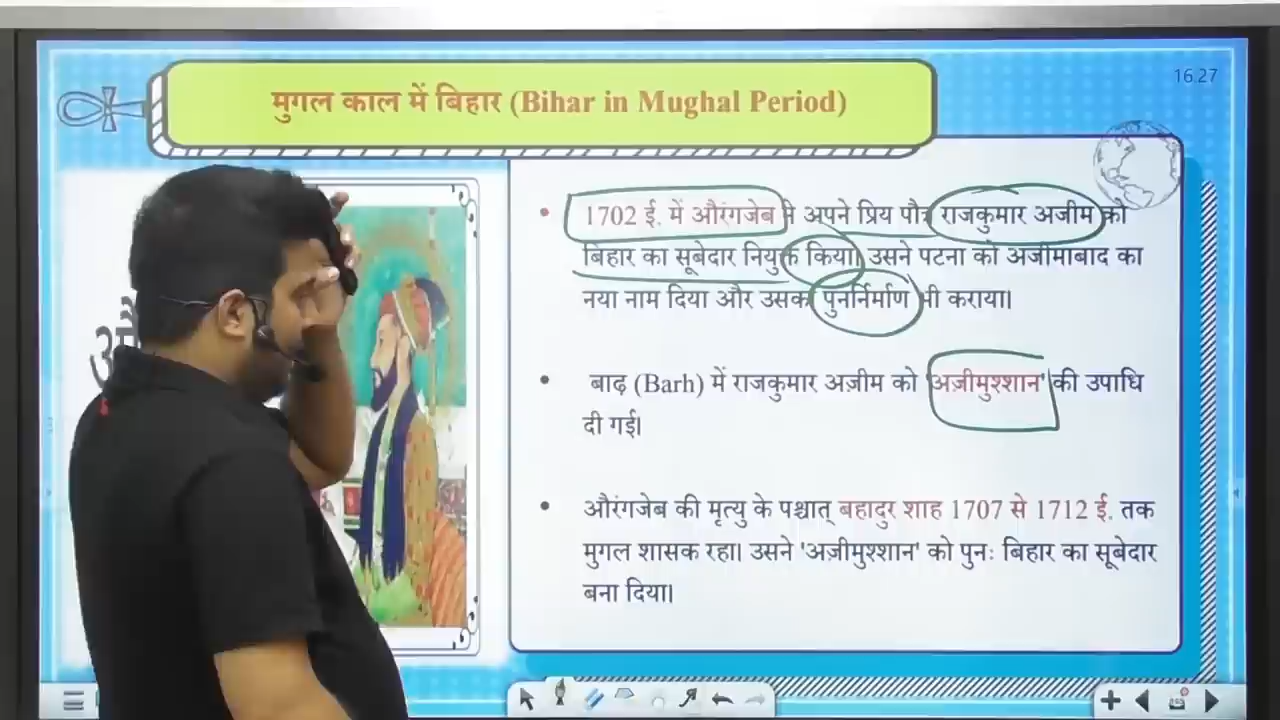 16:27
मुगल काल में बिहार (Bihar in Mughal Period)
• 1702 ई. में औरंगजेब ने अपने प्रिय पौत्र राजकुमार अजीम को
बिहार का सूबेदार नियुक्त किया। उसने पटना को अजीमाबाद का
नया नाम दिया और उसका पुनर्निर्माण भी कराया।
• बाढ़ (Barh) में राजकुमार अज़ीम को 'अज़ीमुश्शान' की उपाधि
दी गई।
• औरंगजेब की मृत्यु के पश्चात् बहादुर शाह 1707 से 1712 ई. तक
मुगल शासक रहा। उसने 'अज़ीमुश्शान' को पुनः बिहार का सूबेदार
बना दिया।